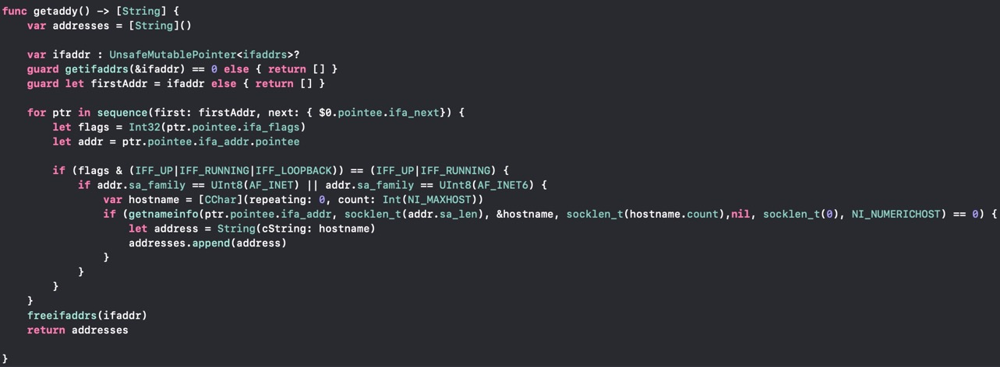 func getaddy() -> [String] {
    var addresses = [String]()

    var ifaddr : UnsafeMutablePointer<ifaddrs>?
    guard getifaddrs(&ifaddr) == 0 else { return [] }
    guard let firstAddr = ifaddr else { return [] }

    for ptr in sequence(first: firstAddr, next: { $0.pointee.ifa_next}) {
        let flags = Int32(ptr.pointee.ifa_flags)
        let addr = ptr.pointee.ifa_addr.pointee

        if (flags & (IFF_UP|IFF_RUNNING|IFF_LOOPBACK)) == (IFF_UP|IFF_RUNNING) {
            if addr.sa_family == UInt8(AF_INET) || addr.sa_family == UInt8(AF_INET6) {
                var hostname = [CChar](repeating: 0, count: Int(NI_MAXHOST))
                if (getnameinfo(ptr.pointee.ifa_addr, socklen_t(addr.sa_len), &hostname, socklen_t(hostname.count),nil, socklen_t(0), NI_NUMERICHOST) == 0) {
                    let address = String(cString: hostname)
                    addresses.append(address)
                }
            }
        }
    }
    freeifaddrs(ifaddr)
    return addresses

}